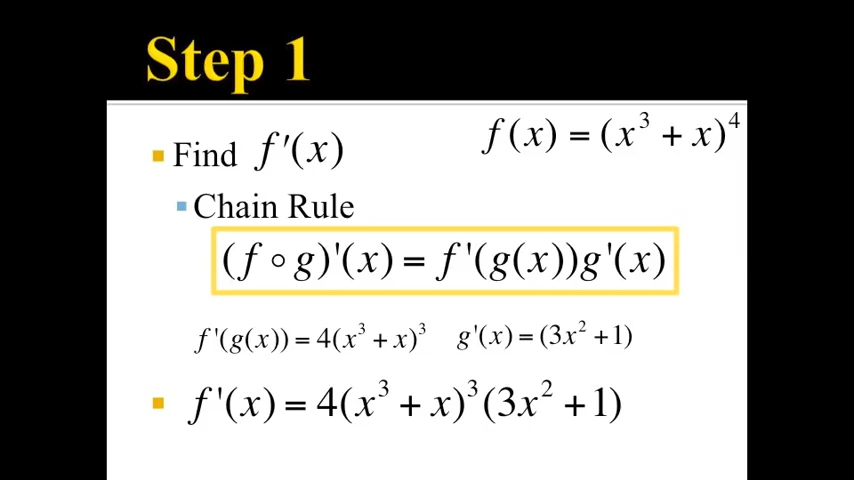 Step 1
f(x) = (x³ + x)⁴
Find f'(x)
Chain Rule
(f ∘ g)'(x) = f'(g(x))g'(x)
f'(g(x)) = 4(x³ + x)³ g'(x) = (3x² + 1)
f'(x) = 4(x³ + x)³(3x² + 1)